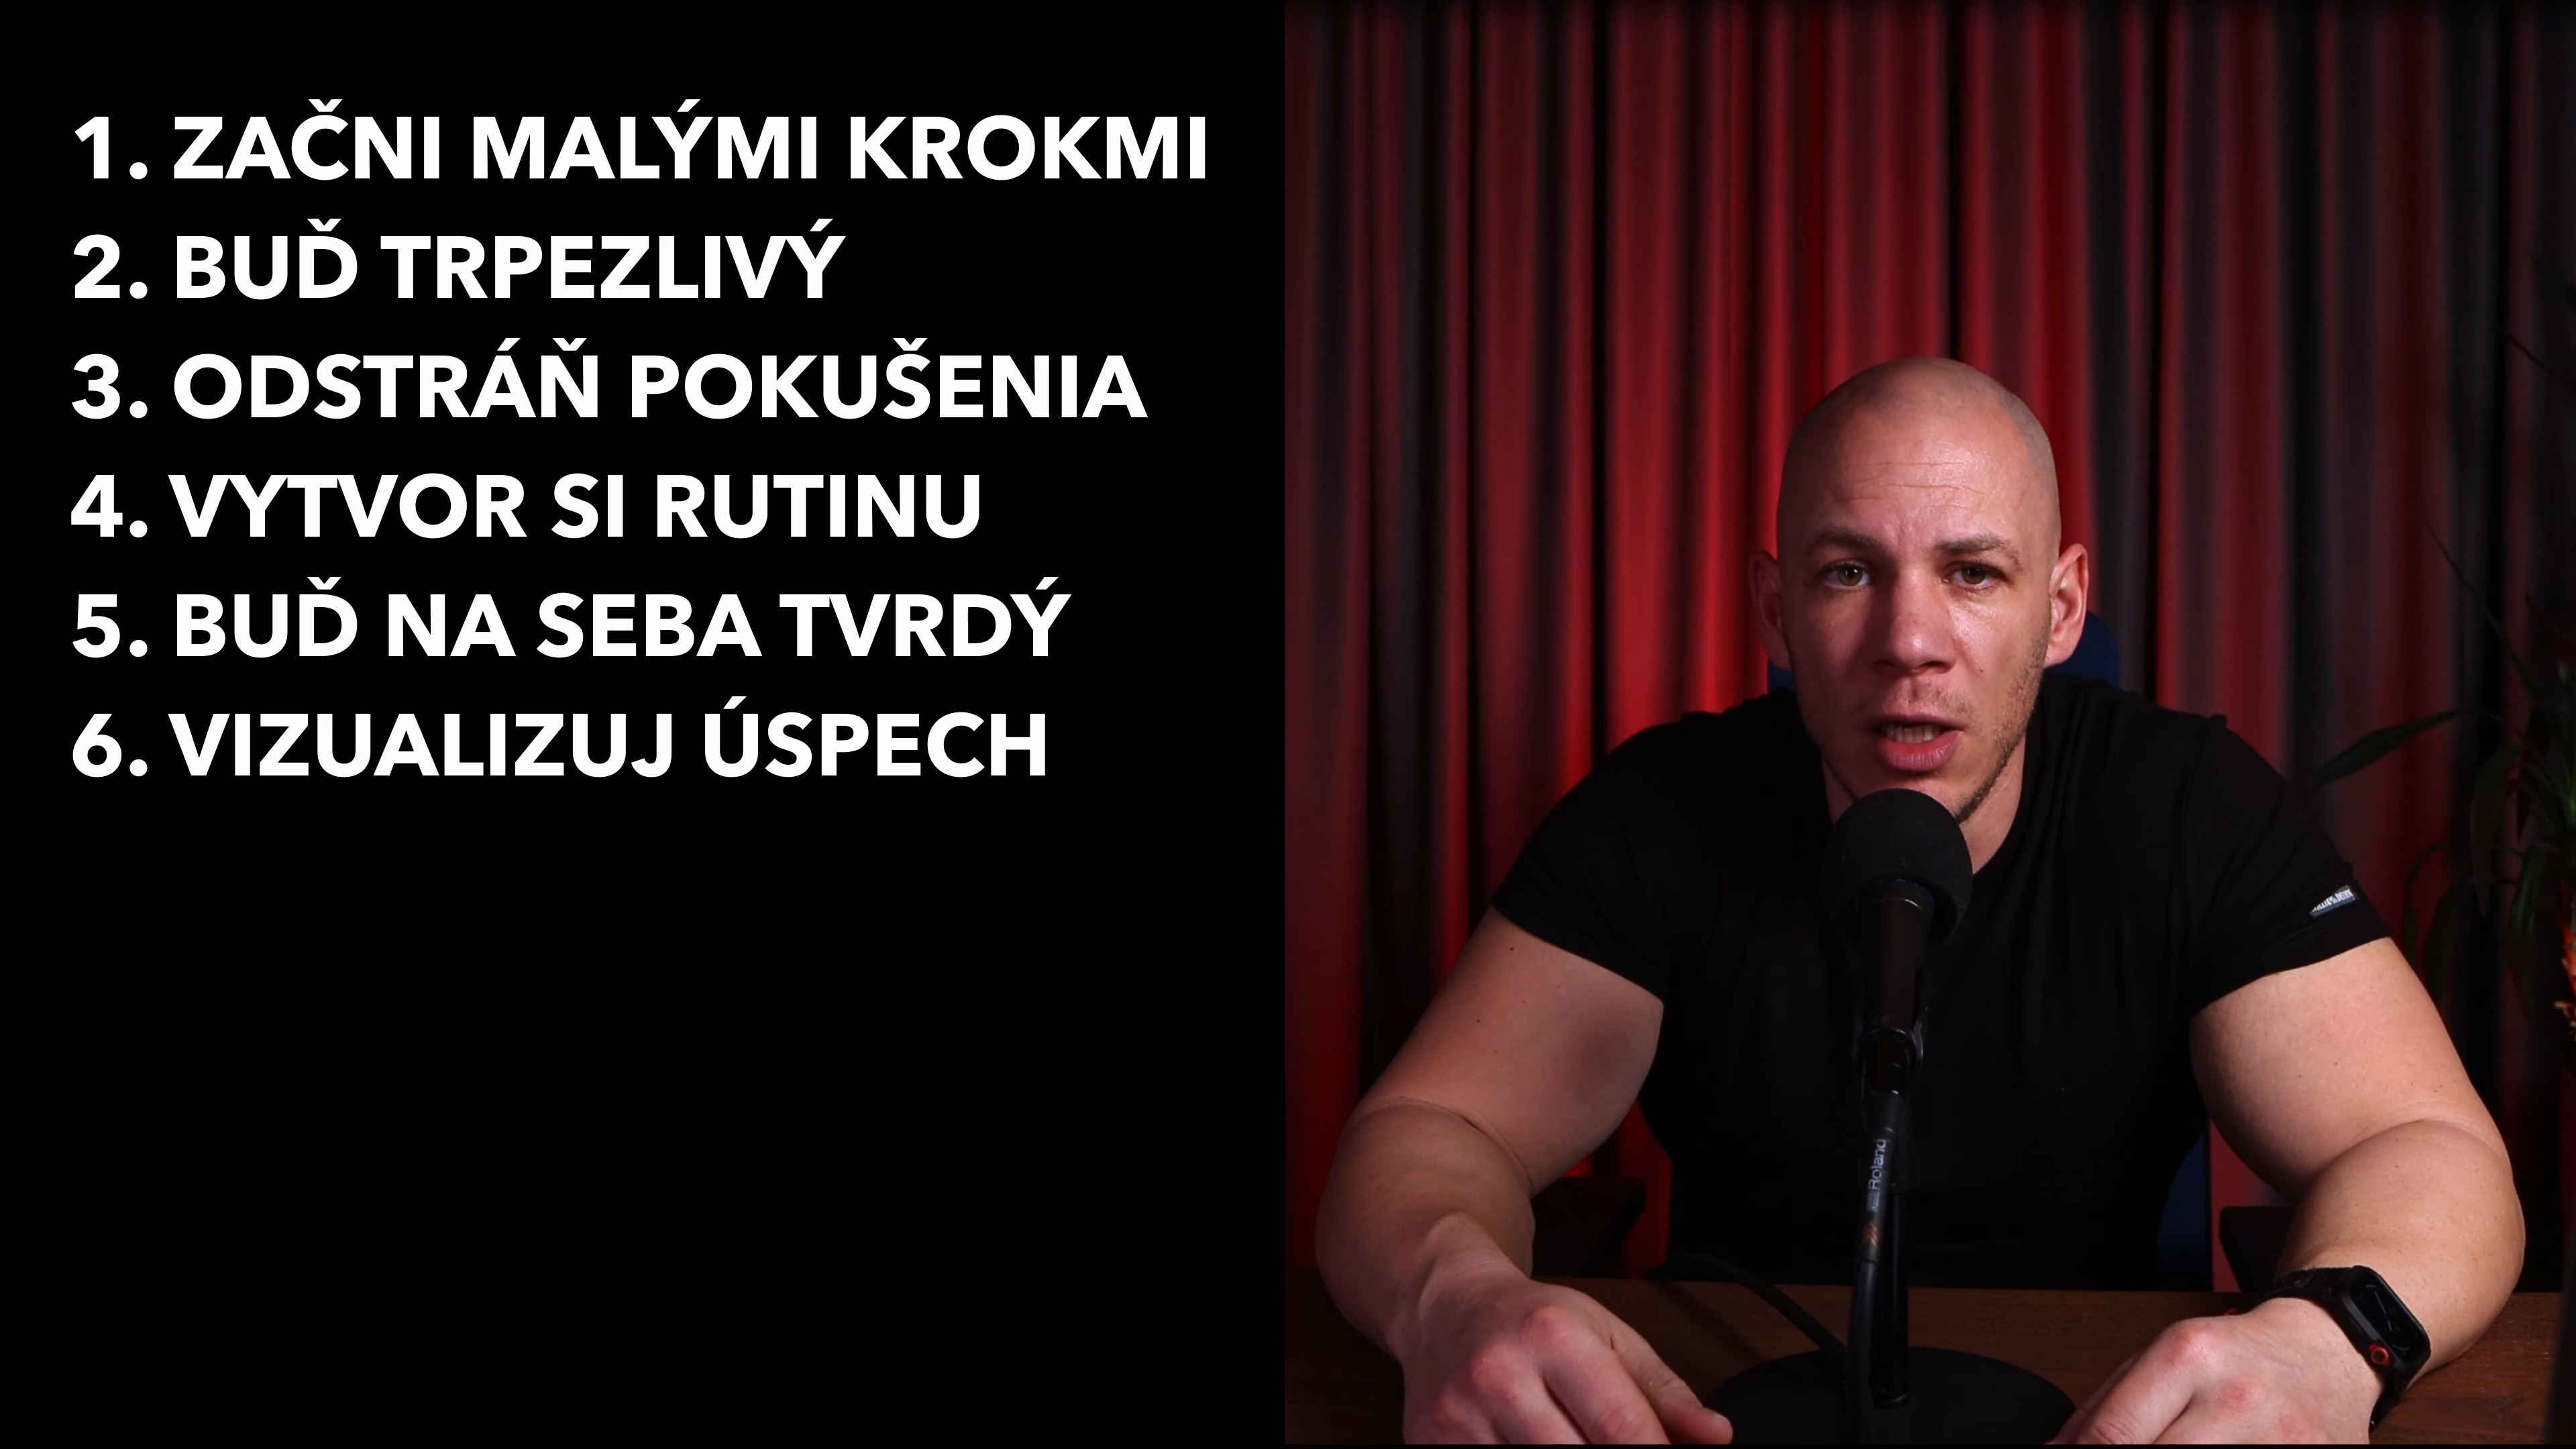 1. ZAČNI MALÝMI KROKMI
2. BUĎ TRPEZLIVÝ
3. ODSTRÁŇ POKUŠENIA
4. VYTVOR SI RUTINU
5. BUĎ NA SEBA TVRDÝ
6. VIZUALIZUJ ÚSPECH
Roland